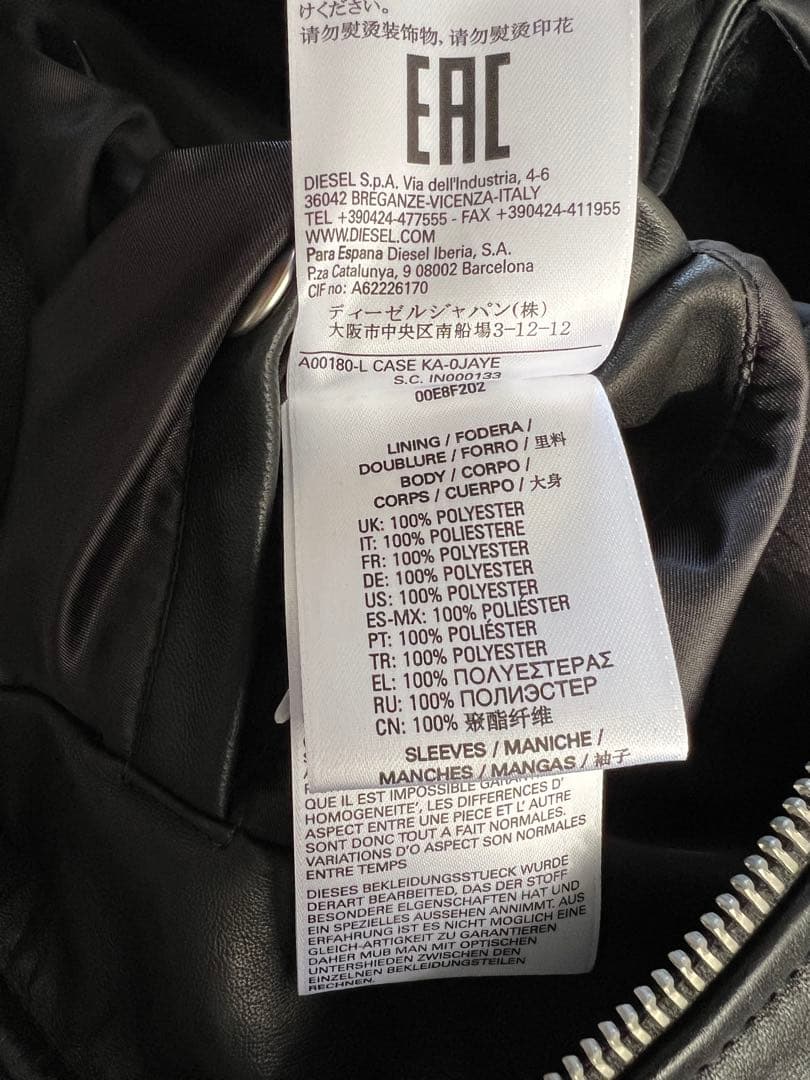 けください。
请勿熨烫装饰物, 请勿熨烫印花
EAC
DIESEL S.p.A. Via dell'Industria, 4-6
36042 BREGANZE-VICENZA-ITALY
TEL +390424-477555 - FAX +390424-411955
WWW.DIESEL.COM
Para Espana Diesel Iberia, S.A.
P.za Catalunya, 9 08002 Barcelona
CIF no: A62226170
ディーゼルジャパン(株)
大阪市中央区南船場3-12-12
A00180-L CASE KA-0JAYE
S.C. IN000133
00E8F202
LINING / FODERA /
DOUBLURE / FORRO / 里料
BODY / CORPO /
CORPS / CUERPO / 大身
UK: 100% POLYESTER
IT: 100% POLIESTERE
FR: 100% POLYESTER
DE: 100% POLYESTER
US: 100% POLYESTER
ES-MX: 100% POLIÉSTER
PT: 100% POLIÉSTER
TR: 100% POLYESTER
EL: 100% ΠΟΛΥΕΣΤΕΡΑΣ
RU: 100% ПОЛИЭСТЕР
CN: 100% 聚酯纤维
SLEEVES / MANICHE /
MANCHES / MANGAS / 袖子
QUE IL EST IMPOSSIBLE
HOMOGENEITE', LES DIFFERENCES D'
ASPECT ENTRE UNE PIECE ET L' AUTRE
SONT DONC TOUT A FAIT NORMALES.
VARIATIONS D'O ASPECT SON NORMALES
ENTRE TEMPS
DIESES BEKLEIDUNGSSTUECK WURDE
DERART BEARBEITED, DAS DER STOFF
BESONDERE ELGENSCHAFTEN HAT UND
EIN SPEZIELLES AUSSEHEN ANNIMMT. AUS
ERFAHRUNG IST ES NICHT MOGLICH EINE
GLEICH-ARTIGKEIT ZU GARANTIEREN
DAHER MUB MAN MIT OPTISCHEN
UNTERSHIEDEN ZWISCHEN DEN
EINZELNEN BEKLEIDUNGSTEILEN
RECHNEN.